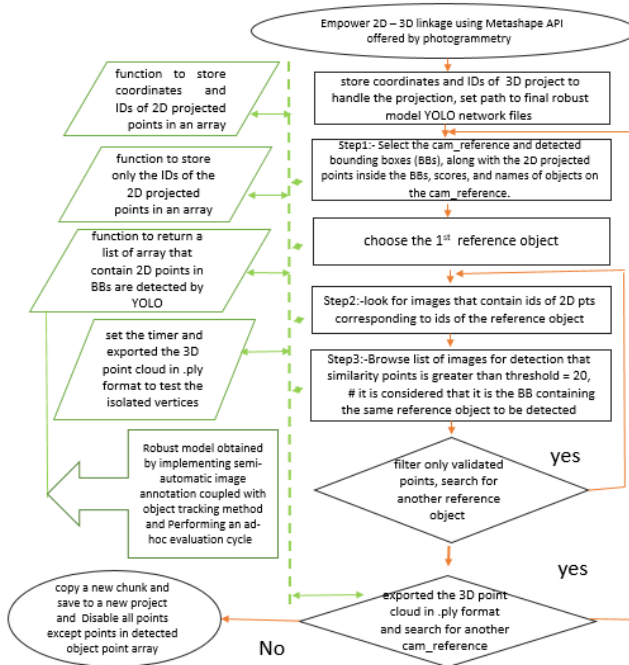 Empower 2D – 3D linkage using Metashape API
offered by photogrammetry
function to store
coordinates and
IDs of 2D projected
points in an array
store coordinates and IDs of 3D project to
handle the projection, set path to final robust
model YOLO network files
function to store
only the IDs of the
2D projected
points in an array
Step1:- Select the cam_reference and detected
bounding boxes (BBs), along with the 2D projected
points inside the BBs, scores, and names of objects on
the cam_reference.
function to return a
list of array that
contain 2D points in
BBs are detected by
YOLO
choose the 1st reference object
Step2:-look for images that contain ids of 2D pts
corresponding to ids of the reference object
set the timer and
exported the 3D
point cloud in .ply
format to test the
isolated vertices
Step3:-Browse list of images for detection that
similarity points is greater than threshold = 20,
# it is considered that it is the BB containing
the same reference object to be detected
Robust model obtained
by implementing semi-
automatic image
annotation coupled with
object tracking method
and Performing an ad-
hoc evaluation cycle
yes
filter only validated
points, search for
another reference
object
yes
copy a new chunk and
save to a new project
and Disable all points
except points in detected
object point array
exported the 3D point
cloud in .ply format
and search for another
cam_reference
No